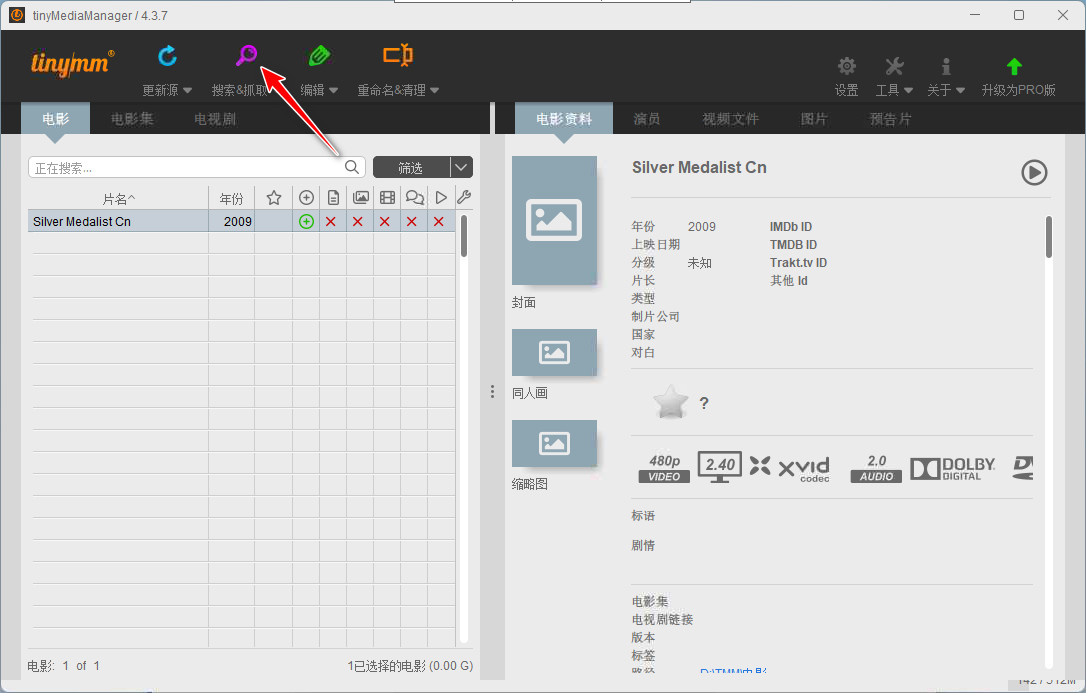 tinyMediaManager / 4.3.7
tinymm®
更新源
搜索&抓取
编辑
重命名&清理
设置
工具
关于
升级为PRO版
电影
电影集
电视剧
电影资料
演员
视频文件
图片
预告片
正在搜索...
筛选
片名^
年份
Silver Medalist Cn
2009
电影: 1 of 1
1已选择的电影 (0.00 G)
封面
同人画
缩略图
Silver Medalist Cn
年份 2009 IMDb ID
上映日期 TMDB ID
分级 未知 Trakt.tv ID
片长 其他 Id
类型
制片公司
国家
对白
?
480p VIDEO
2.40
xvid codec
2.0 AUDIO
DOLBY DIGITAL
标语
剧情
电影集
电视剧链接
版本
标签
路径 D:\TMM\电影